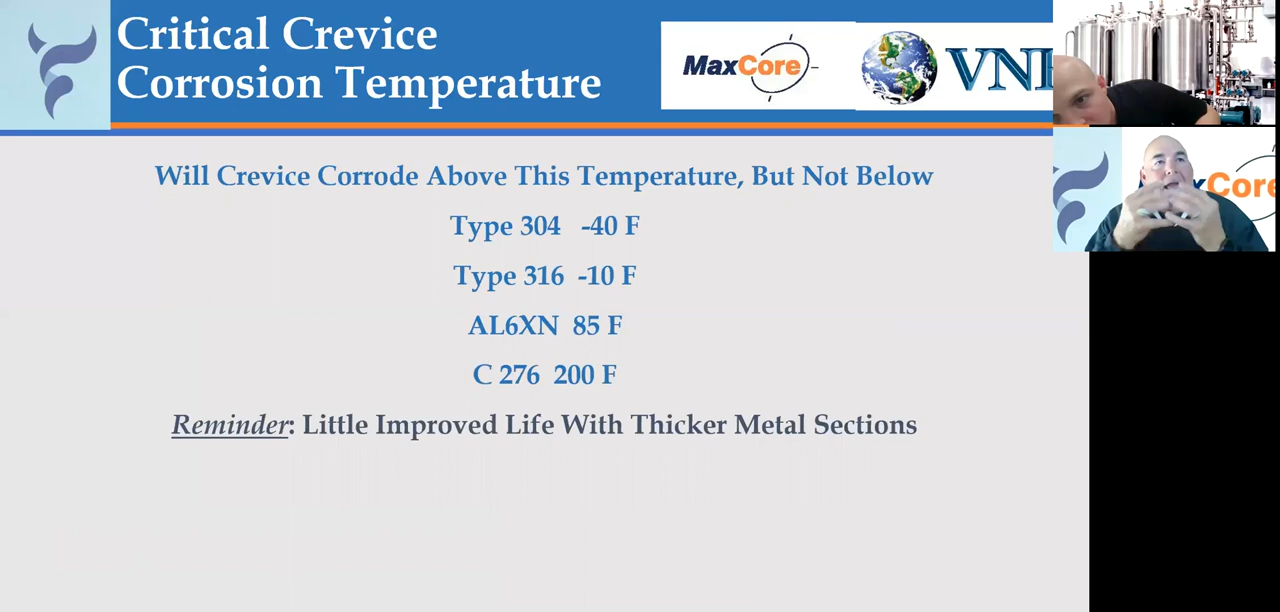 Critical Crevice
Corrosion Temperature
MaxCore
Will Crevice Corrode Above This Temperature, But Not Below
Type 304 -40 F
Type 316 -10 F
AL6XN 85 F
C 276 200 F
Reminder: Little Improved Life With Thicker Metal Sections